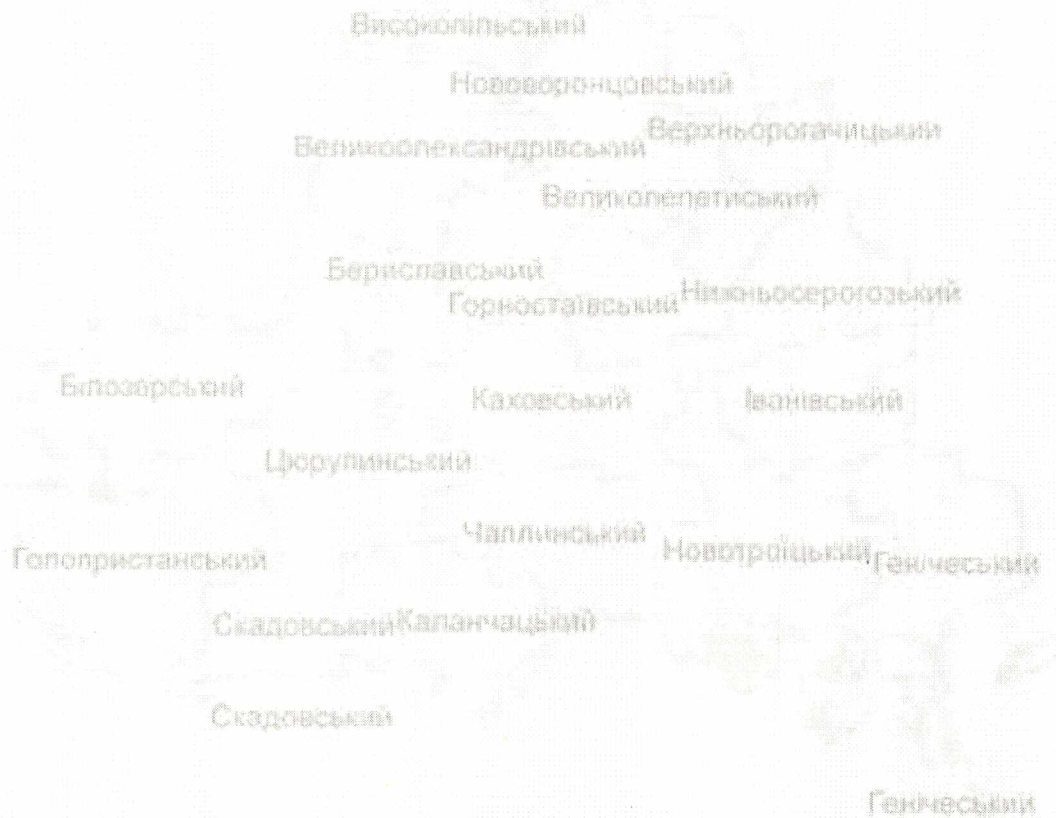 Високопільський
Нововоронцовський
Верхньорогачицький
Великоолександрівський
Великолепетиський
Бериславський
Нижньосерогозький
Горностаївський
Білозерський
Каховський
Іванівський
Цюрупинський
Чаплинський
Новотроїцький
Генічеський
Голопристанський
Скадовський
Каланчацький
Скадовський
Генічеський